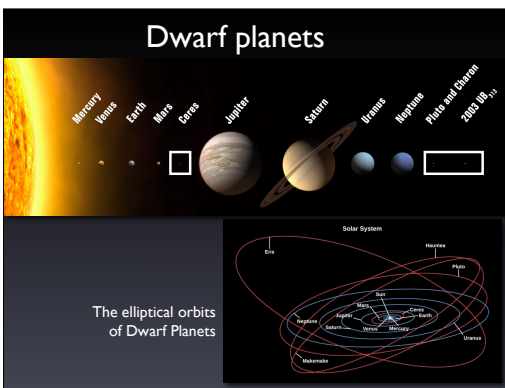 Dwarf planets
Mercury
Venus
Earth
Mars
Ceres
Jupiter
Saturn
Uranus
Neptune
Pluto and Charon
2003 UB313
Solar System
Eris
Haumea
Pluto
Sun
Mars
Ceres
Jupiter
Earth
Neptune
Saturn
Venus
Mercury
Uranus
Makemake
The elliptical orbits
of Dwarf Planets